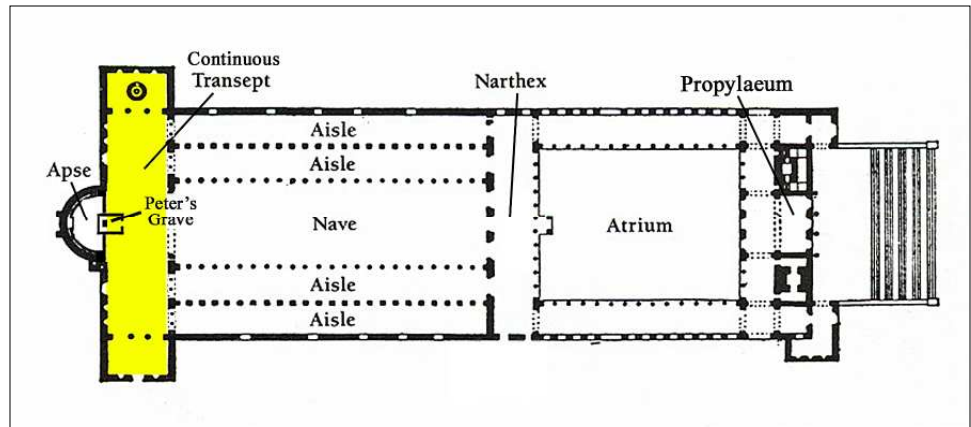 Continuous
Transept
Narthex
Propylaeum
Aisle
Aisle
Apse
Peter's
Grave
Nave
Atrium
Aisle
Aisle